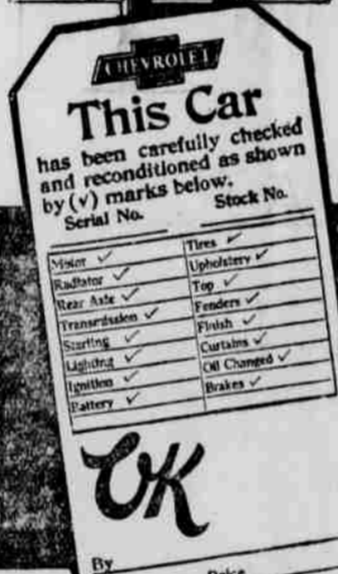 CHEVROLET
This Car
has been carefully checked
and reconditioned as shown
by (√) marks below.
Serial No. Stock No.
Motor √ Tires √
Radiator √ Upholstery √
Rear Axle √ Top √
Transmission √ Fenders √
Starting √ Finish √
Lighting √ Curtains √
Ignition √ Oil Changed √
Battery √ Brakes √
OK
By
Price